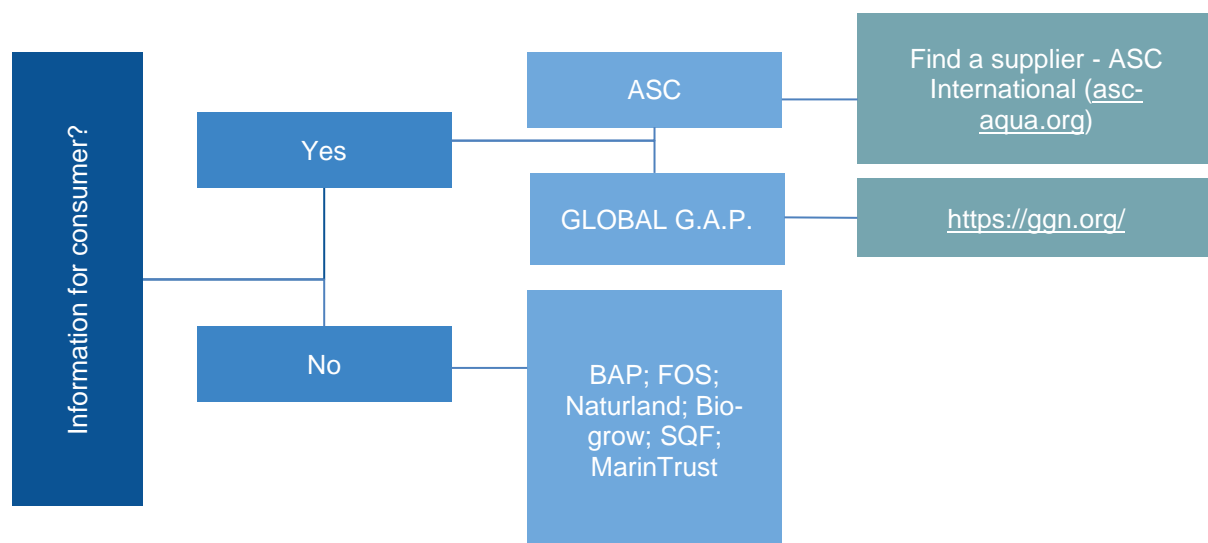 Information for consumer?
Yes
ASC
Find a supplier - ASC
International (asc-
aqua.org)
GLOBAL G.A.P.
https://ggn.org/
No
BAP; FOS;
Naturland; Bio-
grow; SQF;
MarinTrust